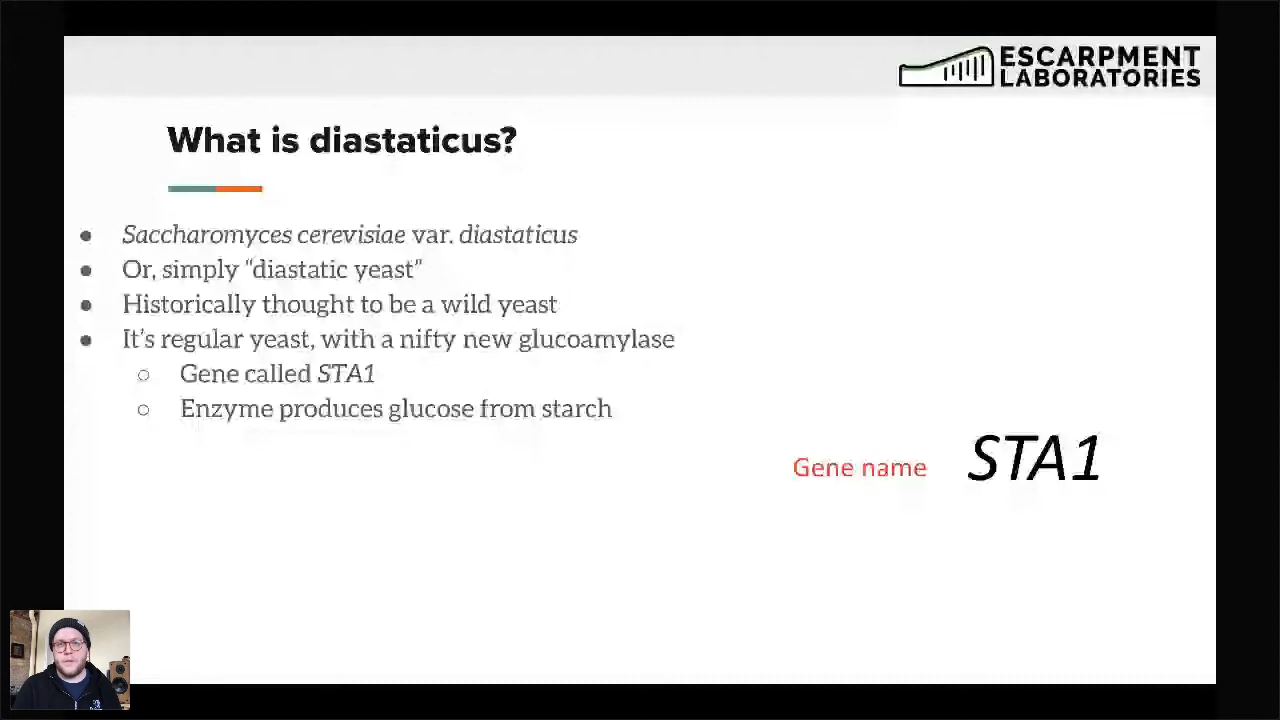 ESCARPMENT
LABORATORIES
What is diastaticus?
● Saccharomyces cerevisiae var. diastaticus
● Or, simply “diastatic yeast”
● Historically thought to be a wild yeast
● It’s regular yeast, with a nifty new glucoamylase
○ Gene called STA1
○ Enzyme produces glucose from starch
Gene name STA1